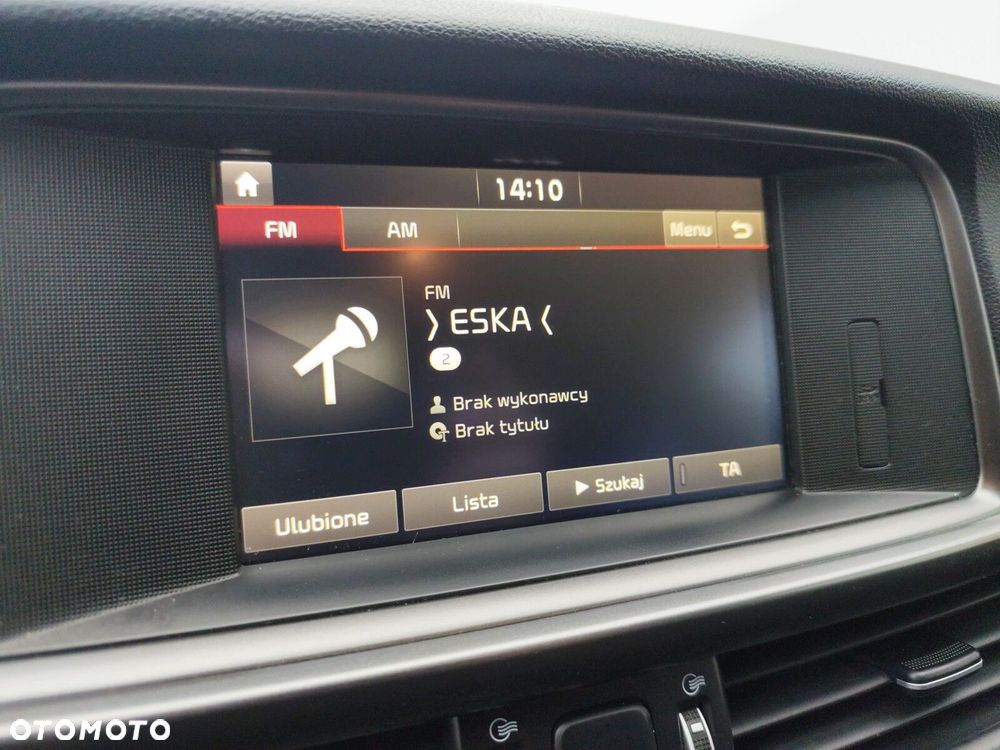 14:10
FM AM Menu
FM
⟩ ESKA ⟨
2
Brak wykonawcy
Brak tytułu
Ulubione Lista Szukaj TA
OTOMOTO